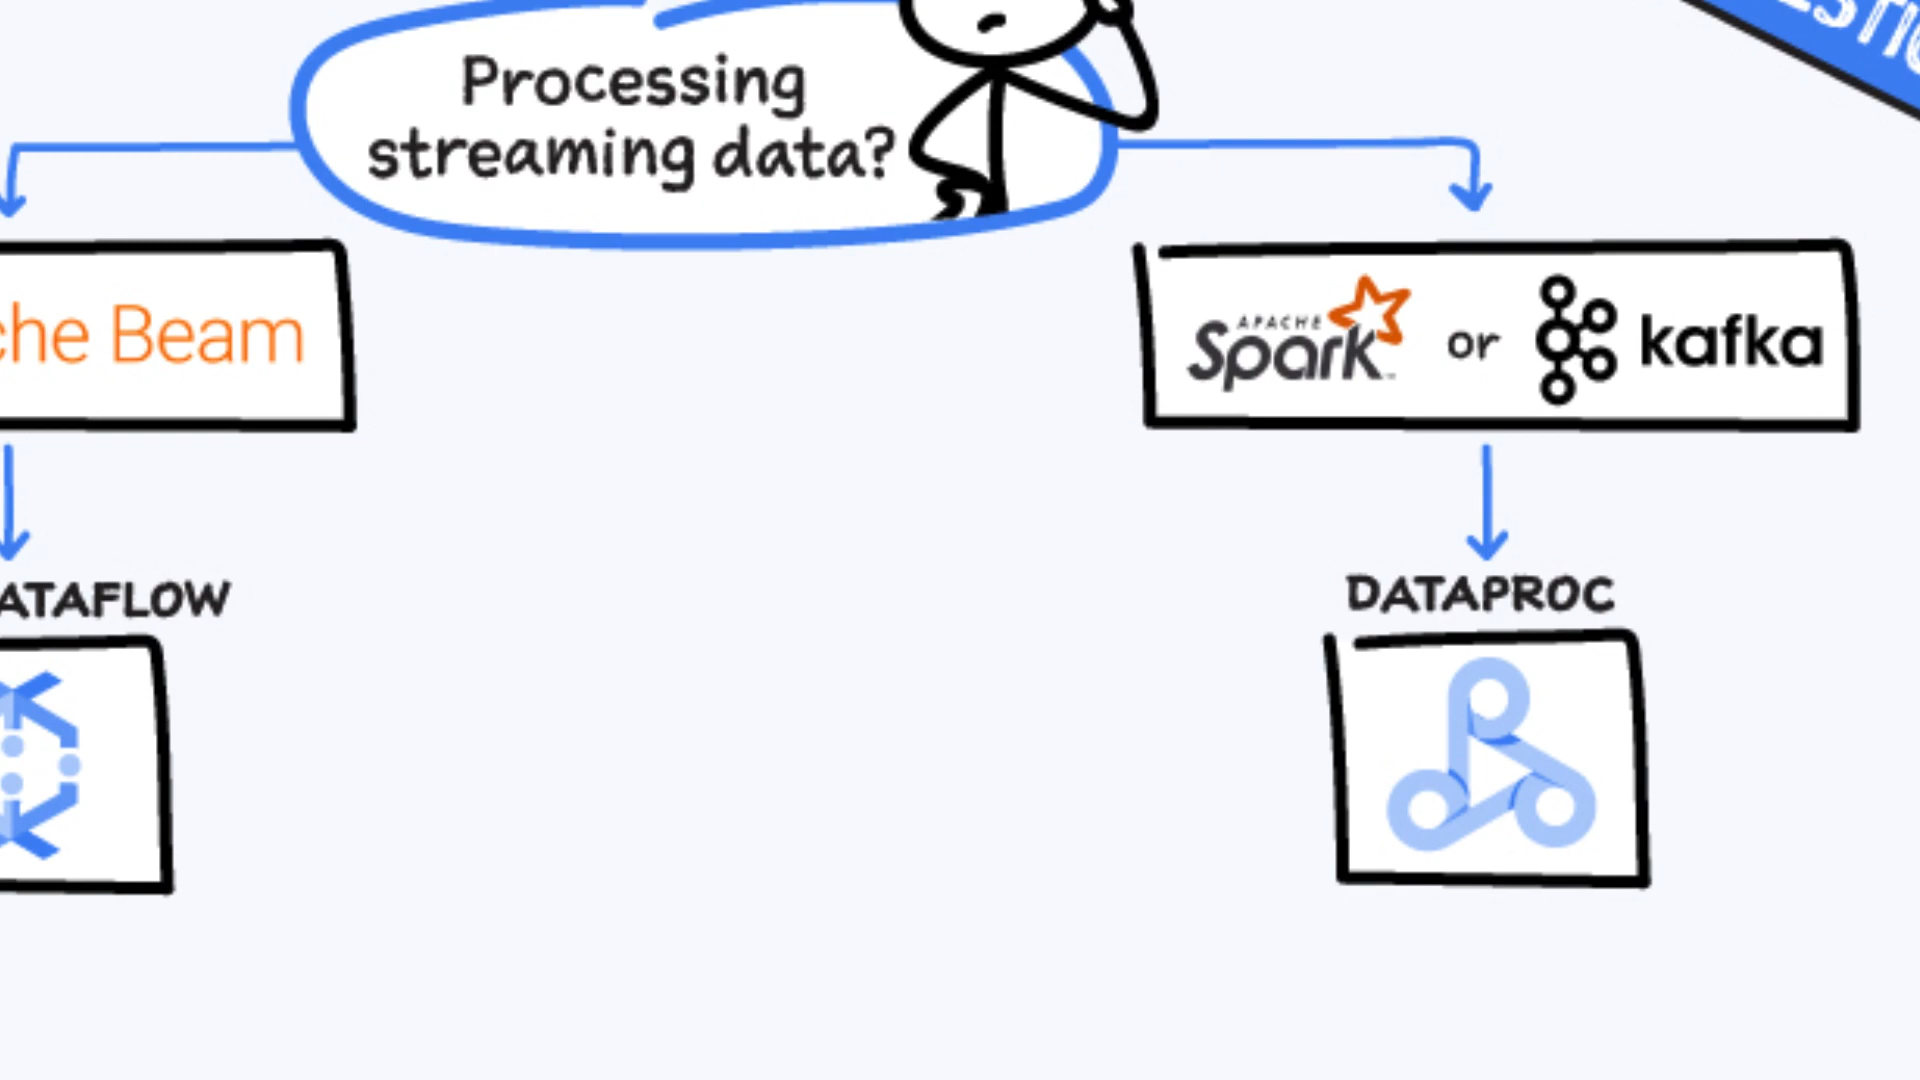 Processing
streaming data?
che Beam
APACHE
Spark
or
kafka
ATAFLOW
DATAPROC